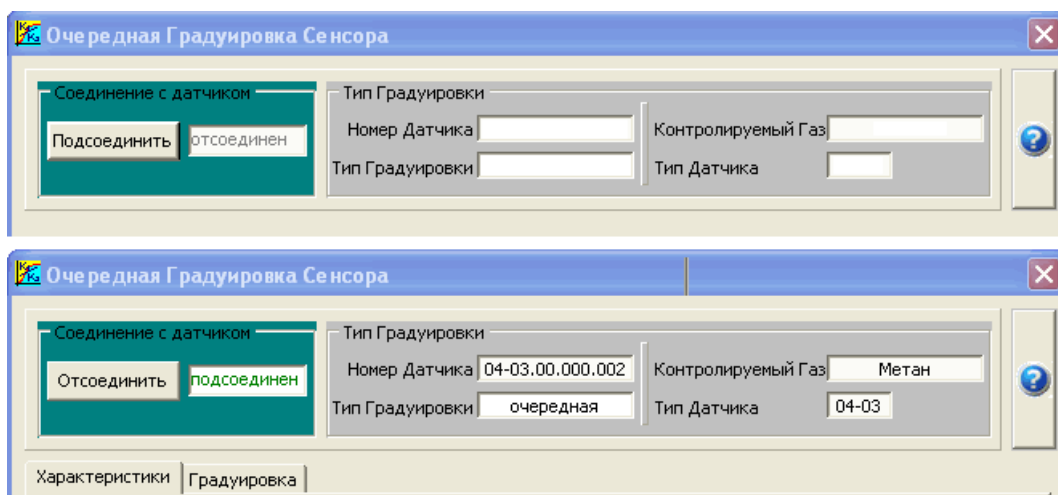 Очередная Градуировка Сенсора
Соединение с датчиком
Тип Градуировки
Подсоединить отсоединен
Номер Датчика
Контролируемый Газ
Тип Градуировки
Тип Датчика
Очередная Градуировка Сенсора
Соединение с датчиком
Тип Градуировки
Отсоединить подсоединен
Номер Датчика 04-03.00.000.002
Контролируемый Газ Метан
Тип Градуировки очередная
Тип Датчика 04-03
Характеристики Градуировка